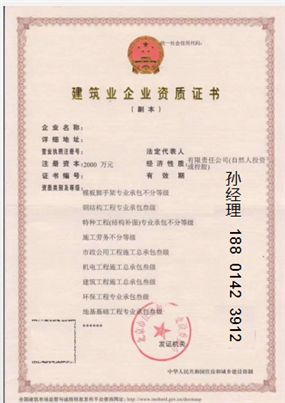 统一社会信用代码:
建筑业企业资质证书
(副本)
企业名称:
详细地址:
营业执照注册号: 法定代表人
注册资本:2000 万元 经济性质:有限责任公司(自然人投资或控股)
证书编号: 有效期
资质类别及等级:
模板脚手架专业承包不分等级
钢结构工程专业承包叁级
特种工程(结构补强)专业承包不分等级
施工劳务不分等级
市政公司工程施工总承包叁级
机电工程施工总承包叁级
建筑工程施工总承包叁级
环保工程专业承包叁级
地基基础工程专业承包叁级
孙经理 188 0142 3912
发证机关:
中华人民共和国住房和城乡建设部制